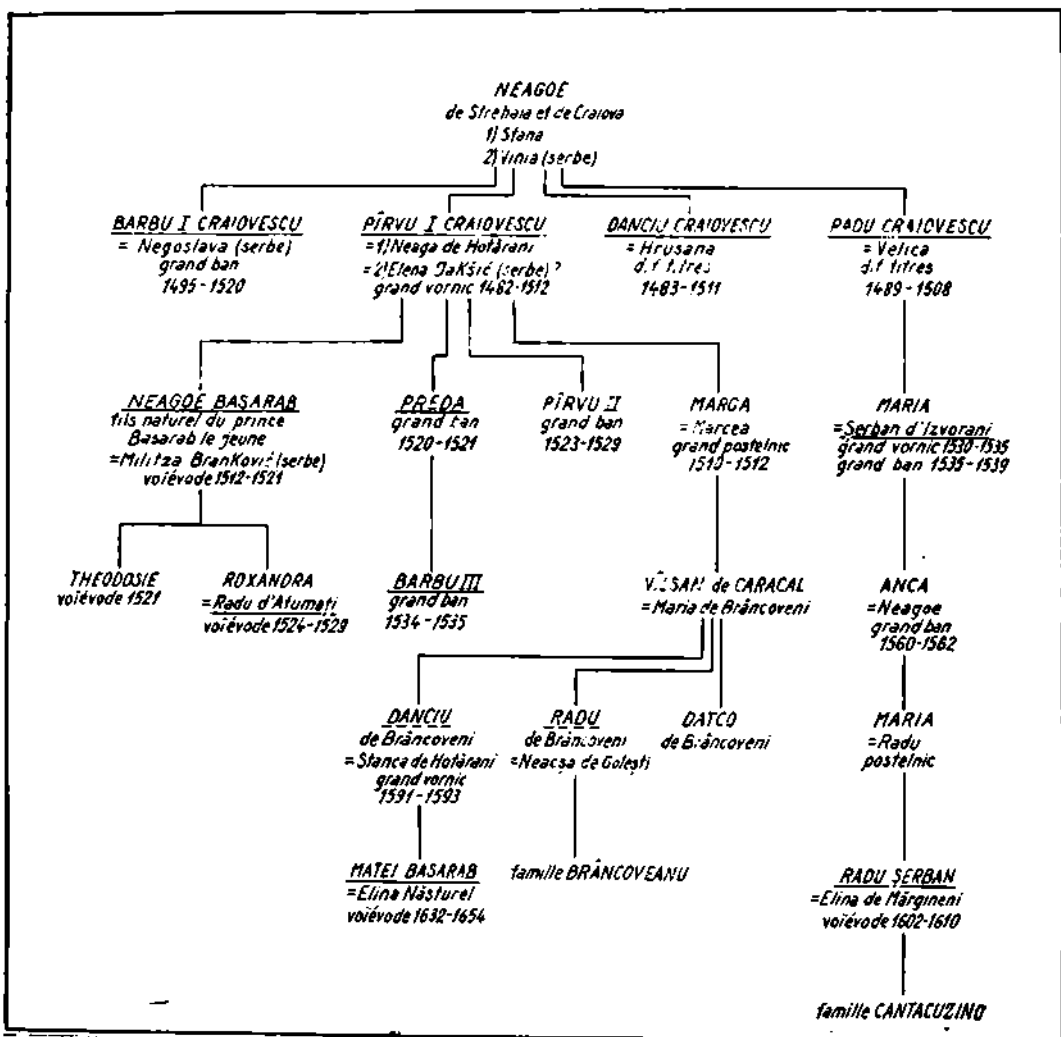 NEAGOE
de Strehaia et de Craiova
1) Stana
2) Vinia (serbe)
BARBU I CRAIOVESCU
= Negoslava (serbe)
grand ban
1495-1520
PÎRVU I CRAIOVESCU
= 1) Neaga de Hotărani
= 2) Elena Jakšić (serbe) ?
grand vornic 1482-1512
DANCIU CRAIOVESCU
= Hrusana
dif titres
1483-1511
RADU CRAIOVESCU
= Velica
dif titres
1489-1508
NEAGOE BASARAB
fils naturel du prince
Basarab le jeune
= Militza Branković (serbe)
voïévode 1512-1521
PREDA
grand ban
1520-1521
PÎRVU II
grand ban
1523-1529
MARGA
= Marcea
grand postelnic
1510-1512
MARIA
= Șerban d'Izvorani
grand vornic 1530-1535
grand ban 1535-1539
THEODOSIE
voïévode 1521
ROXANDRA
= Radu d'Afumați
voïévode 1524-1529
BARBU III
grand ban
1534-1535
VÎLSAN de CARACAL
= Maria de Brâncoveni
ANCA
= Neagoe
grand ban
1560-1562
DANCIU
de Brâncoveni
= Stanca de Hotărani
grand vornic
1591-1593
RADU
de Brâncoveni
= Neacșa de Golești
DATCO
de Brâncoveni
MARIA
= Radu
postelnic
MATEI BASARAB
= Elina Năsturel
voïévode 1632-1654
famille BRÂNCOVEANU
RADU ȘERBAN
= Elina de Mărgineni
voïévode 1602-1610
famille CANTACUZINO